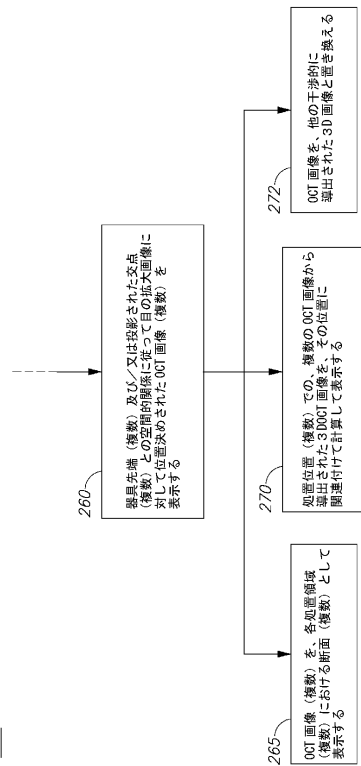 260
器具先端（複数）及び／又は投影された交点
（複数）との空間的関係に従って目の拡大画像に
対して位置決めされたOCT画像（複数）を
表示する
265
OCT画像（複数）を、各処置領域
（複数）における断面（複数）として
表示する
270
処置位置（複数）での、複数のOCT画像から
導出された3DOCT画像を、その位置に
関連付けて計算して表示する
272
OCT画像を、他の干渉的に
導出された3D画像と置き換える